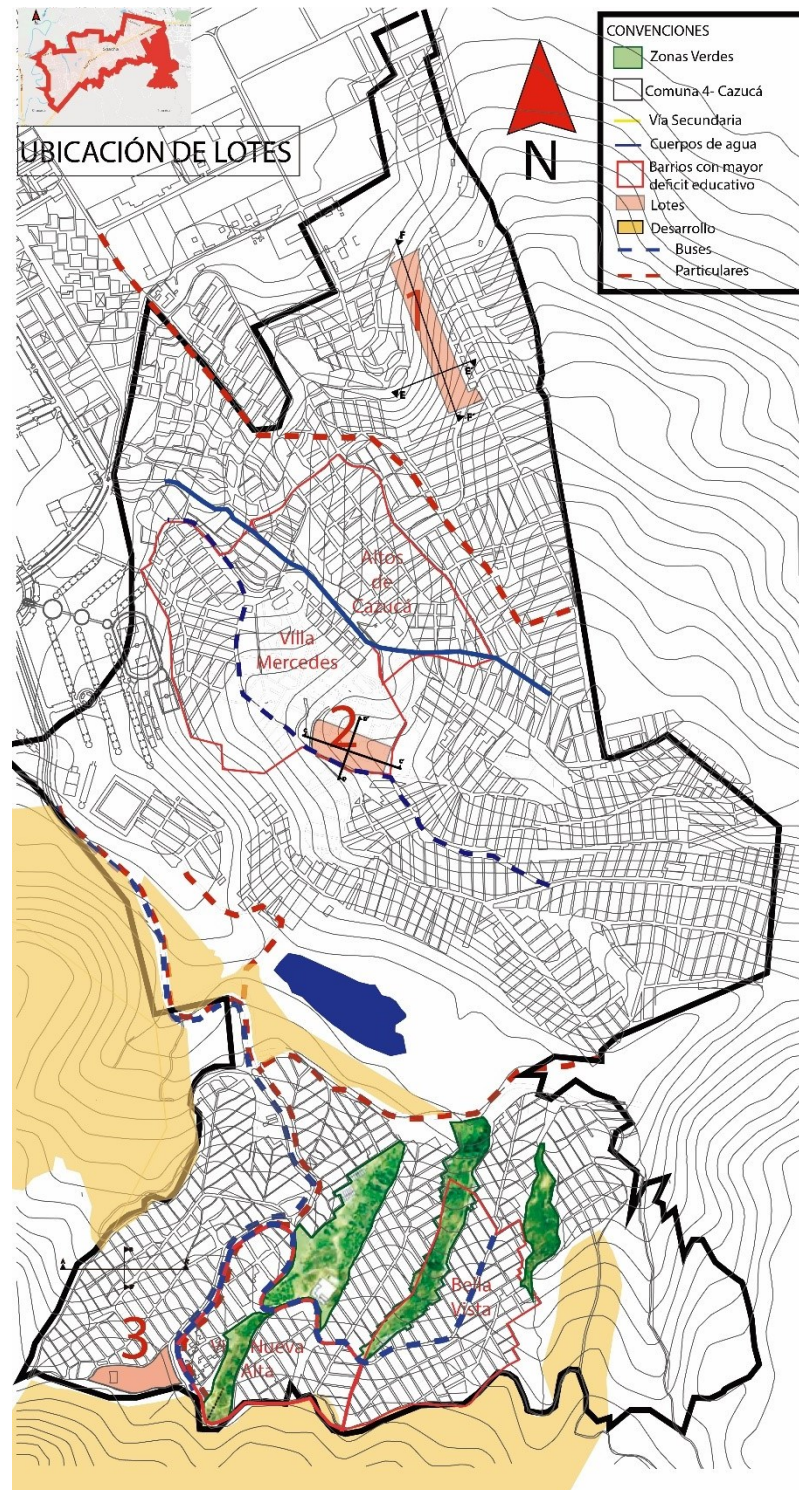 UBICACIÓN DE LOTES
N
CONVENCIONES
Zonas Verdes
Comuna 4- Cazucá
Vía Secundaria
Cuerpos de agua
Barrios con mayor
deficit educativo
Lotes
Desarrollo
Buses
Particulares
F
1
E
E'
F'
Altos
de
Cazucá
Villa
Mercedes
2
3
Nueva
Alta
Bella
Vista